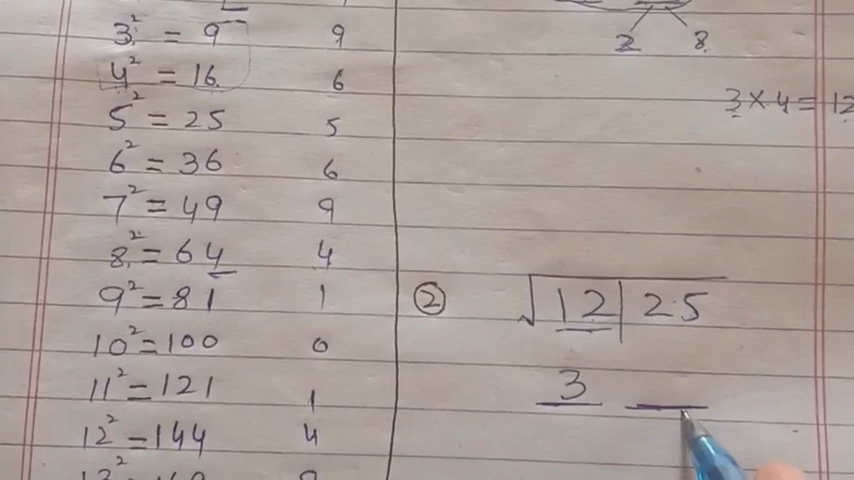 3² = 9 9
4² = 16 6
5² = 25 5
6² = 36 6
7² = 49 9
8² = 64 4
9² = 81 1
10² = 100 0
11² = 121 1
12² = 144 4
2 8
3 × 4 = 12
② √12|25
3